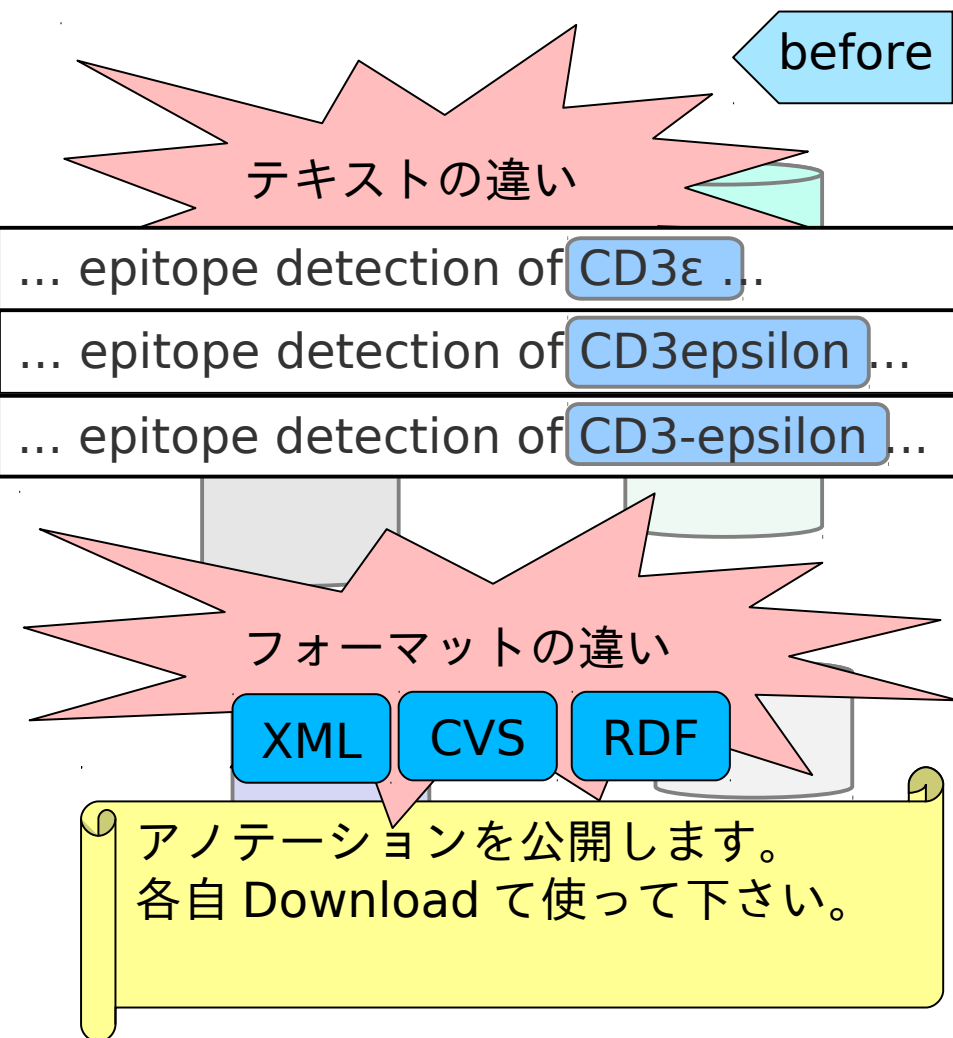 before
テキストの違い
... epitope detection of CD3ε ...
... epitope detection of CD3epsilon ...
... epitope detection of CD3-epsilon ...
フォーマットの違い
XML CVS RDF
アノテーションを公開します。
各自 Download て使って下さい。